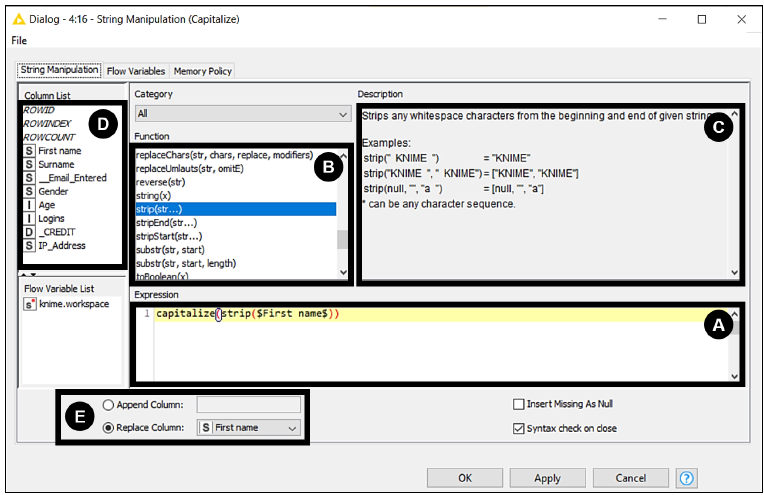 Dialog - 4:16 - String Manipulation (Capitalize)
File
String Manipulation Flow Variables Memory Policy
Column List
ROWID
ROWINDEX
ROWCOUNT
S First name
S Surname
S __Email_Entered
S Gender
I Age
I Logins
D _CREDIT
S IP_Address
D
Flow Variable List
s knime.workspace
Category
All
Function
replaceChars(str, chars, replace, modifiers)
replaceUmlauts(str, omitE)
reverse(str)
string(x)
strip(str...)
stripEnd(str...)
stripStart(str...)
substr(str, start)
substr(str, start, length)
toBoolean(x)
B
Description
Strips any whitespace characters from the beginning and end of given string
Examples:
strip("  KNIME  ") = "KNIME"
strip("KNIME  ", "  KNIME") = ["KNIME", "KNIME"]
strip(null, "", "a  ") = [null, "", "a"]
* can be any character sequence.
C
Expression
1 capitalize(strip($First name$))
A
E
Append Column:
Replace Column: S First name
Insert Missing As Null
Syntax check on close
OK Apply Cancel ?